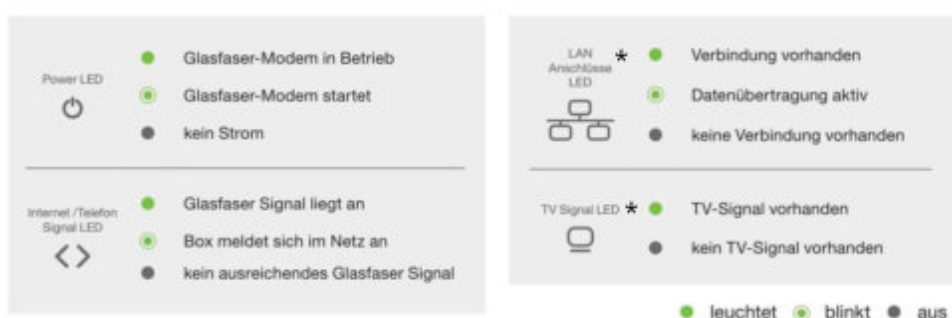 Power LED
Glasfaser-Modem in Betrieb
Glasfaser-Modem startet
kein Strom
Internet /Telefon
Signal LED
Glasfaser Signal liegt an
Box meldet sich im Netz an
kein ausreichendes Glasfaser Signal
LAN *
Anschlüsse
LED
Verbindung vorhanden
Datenübertragung aktiv
keine Verbindung vorhanden
TV Signal LED *
TV-Signal vorhanden
kein TV-Signal vorhanden
leuchtet blinkt aus